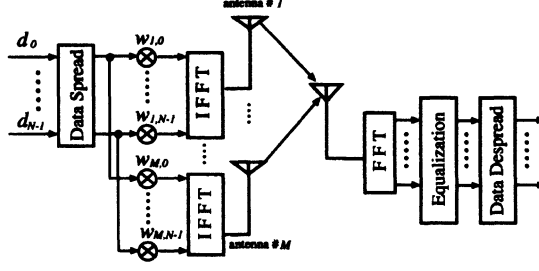 antenna # 1
d0
dN-1
Data Spread
W1,0
W1,N-1
WM,0
WM,N-1
IFFT
IFFT
antenna # M
FFT
Equalization
Data Despread